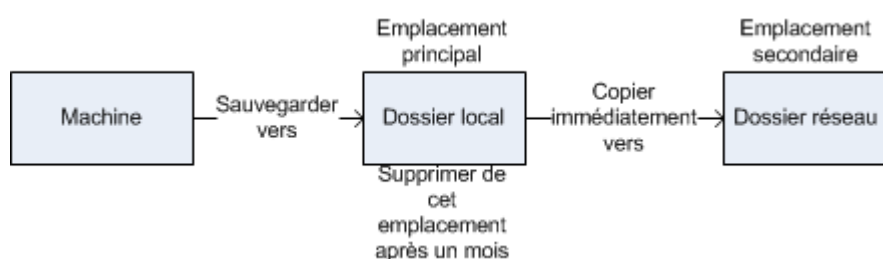 Emplacement
principal
Emplacement
secondaire
Machine
Sauvegarder
vers
Dossier local
Copier
immédiatement
vers
Dossier réseau
Supprimer de
cet
emplacement
après un mois